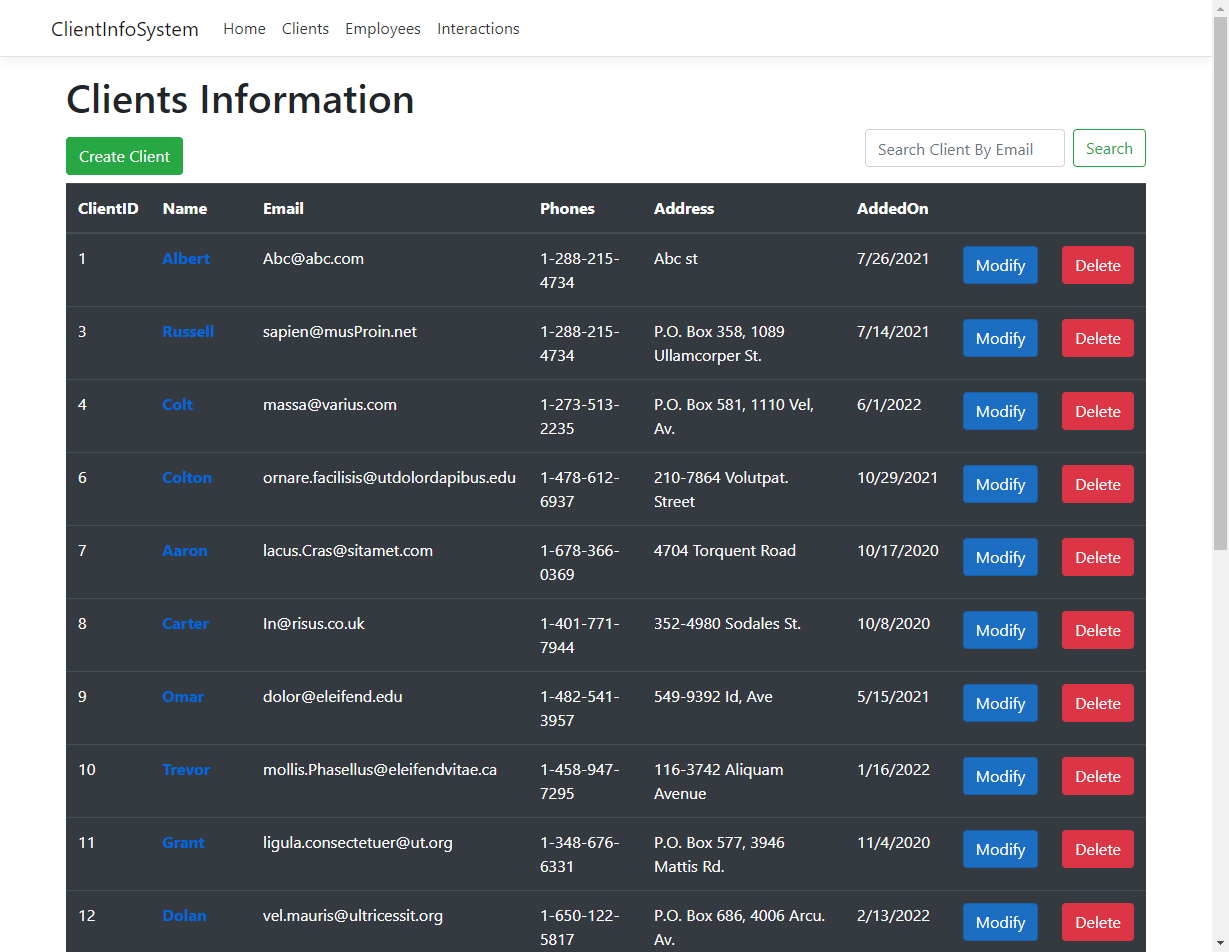 ClientInfoSystem Home Clients Employees Interactions
Clients Information
Create Client Search Client By Email Search
ClientID Name Email Phones Address AddedOn
1 Albert Abc@abc.com 1-288-215- Abc st 7/26/2021 Modify Delete
4734
3 Russell sapien@musProin.net 1-288-215- P.O. Box 358, 1089 7/14/2021 Modify Delete
4734 Ullamcorper St.
4 Colt massa@varius.com 1-273-513- P.O. Box 581, 1110 Vel, 6/1/2022 Modify Delete
2235 Av.
6 Colton ornare.facilisis@utdolordapibus.edu 1-478-612- 210-7864 Volutpat. 10/29/2021 Modify Delete
6937 Street
7 Aaron lacus.Cras@sitamet.com 1-678-366- 4704 Torquent Road 10/17/2020 Modify Delete
0369
8 Carter In@risus.co.uk 1-401-771- 352-4980 Sodales St. 10/8/2020 Modify Delete
7944
9 Omar dolor@eleifend.edu 1-482-541- 549-9392 Id, Ave 5/15/2021 Modify Delete
3957
10 Trevor mollis.Phasellus@eleifendvitae.ca 1-458-947- 116-3742 Aliquam 1/16/2022 Modify Delete
7295 Avenue
11 Grant ligula.consectetuer@ut.org 1-348-676- P.O. Box 577, 3946 11/4/2020 Modify Delete
6331 Mattis Rd.
12 Dolan vel.mauris@ultricessit.org 1-650-122- P.O. Box 686, 4006 Arcu. 2/13/2022 Modify Delete
5817 Av.